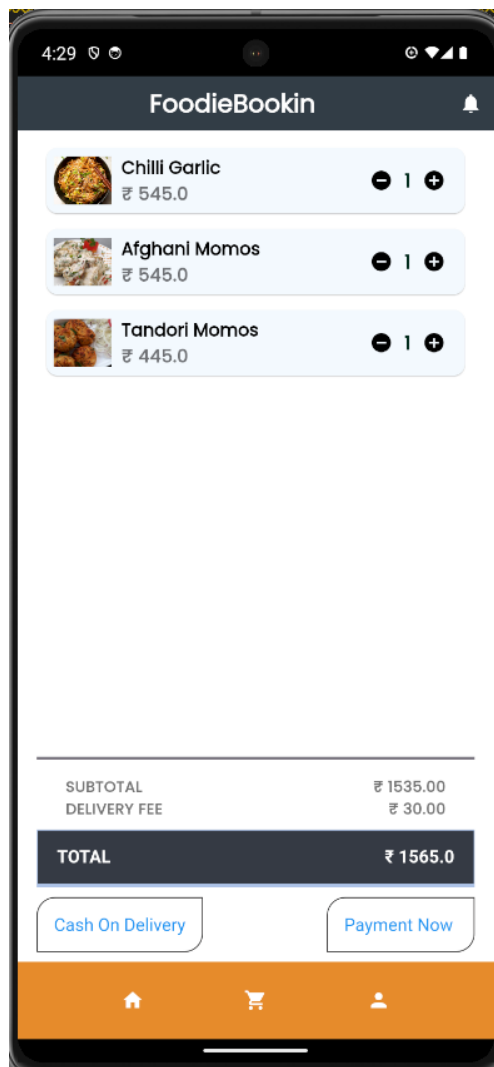 4:29
FoodieBookin
Chilli Garlic
₹ 545.0
1
Afghani Momos
₹ 545.0
1
Tandori Momos
₹ 445.0
1
SUBTOTAL ₹ 1535.00
DELIVERY FEE ₹ 30.00
TOTAL ₹ 1565.0
Cash On Delivery Payment Now